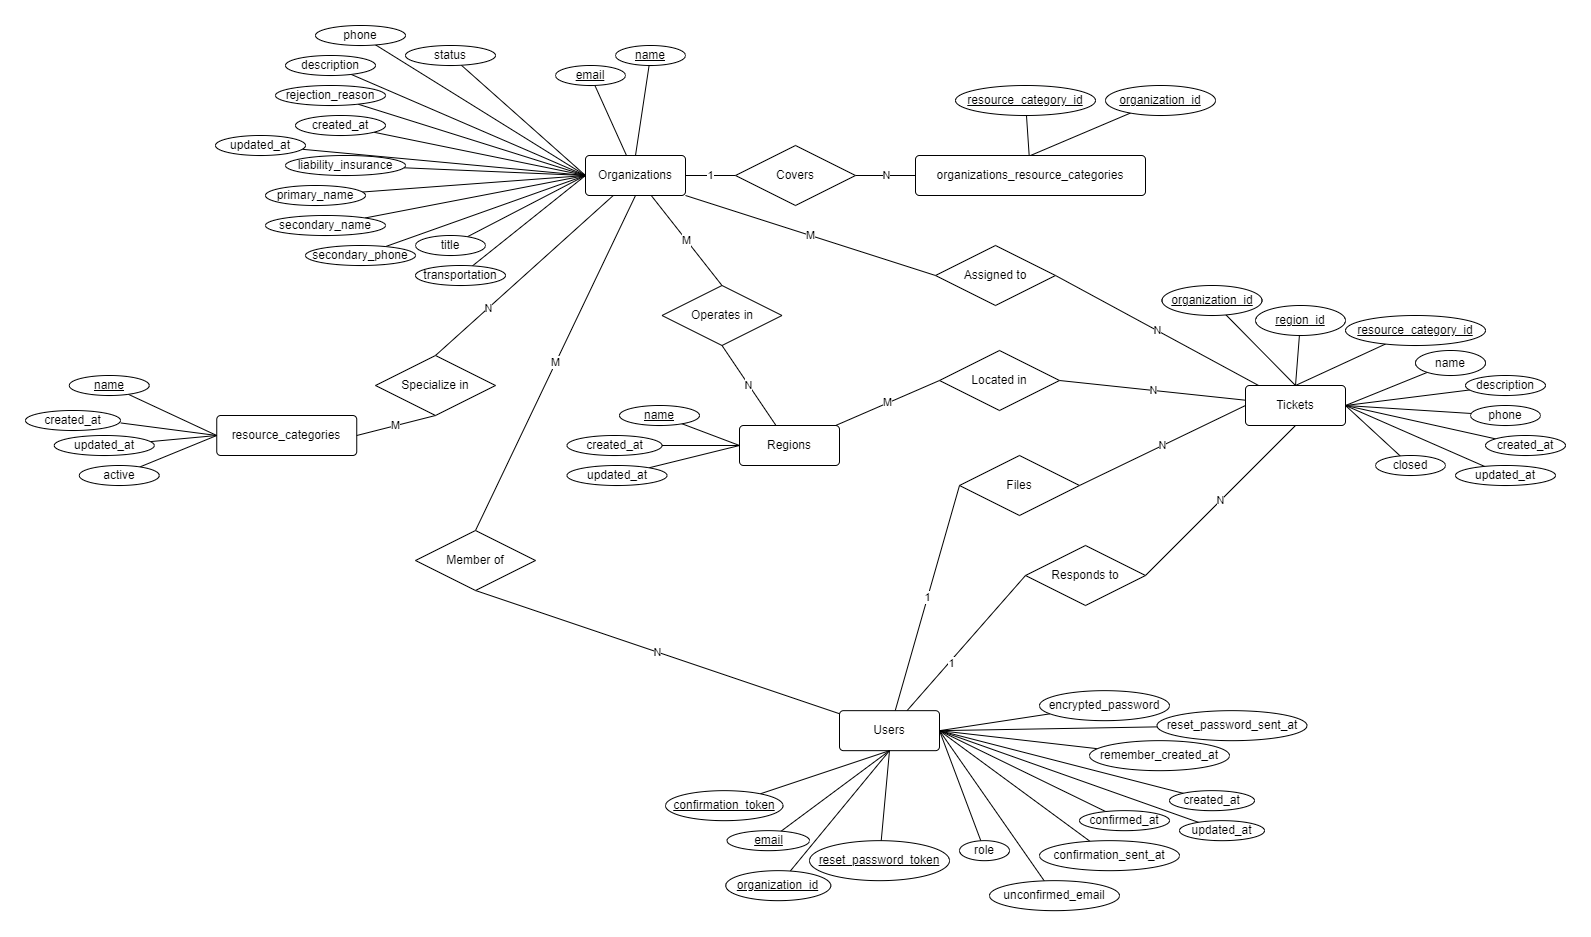 phone
status
name
description
email
rejection_reason
resource_category_id
organization_id
created_at
updated_at
liability_insurance
Organizations
1
Covers
N
organizations_resource_categories
primary_name
secondary_name
M
M
title
secondary_phone
transportation
Assigned to
organization_id
N
Operates in
region_id
N
resource_category_id
M
name
Located in
name
Specialize in
N
N
description
M
Tickets
name
phone
created_at
M
resource_categories
updated_at
created_at
Regions
N
created_at
active
updated_at
closed
updated_at
Files
N
Member of
Responds to
1
N
1
encrypted_password
Users
reset_password_sent_at
remember_created_at
confirmation_token
created_at
confirmed_at
updated_at
email
role
confirmation_sent_at
reset_password_token
organization_id
unconfirmed_email